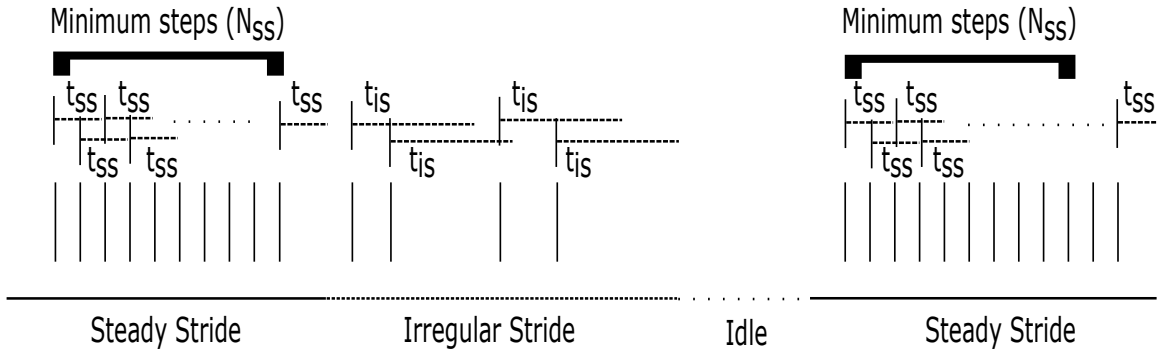 Minimum steps (Nss)
Minimum steps (Nss)
tss tss tss tis tis
tss tss tss
tss tss tis tis
tss tss
Steady Stride Irregular Stride Idle Steady Stride